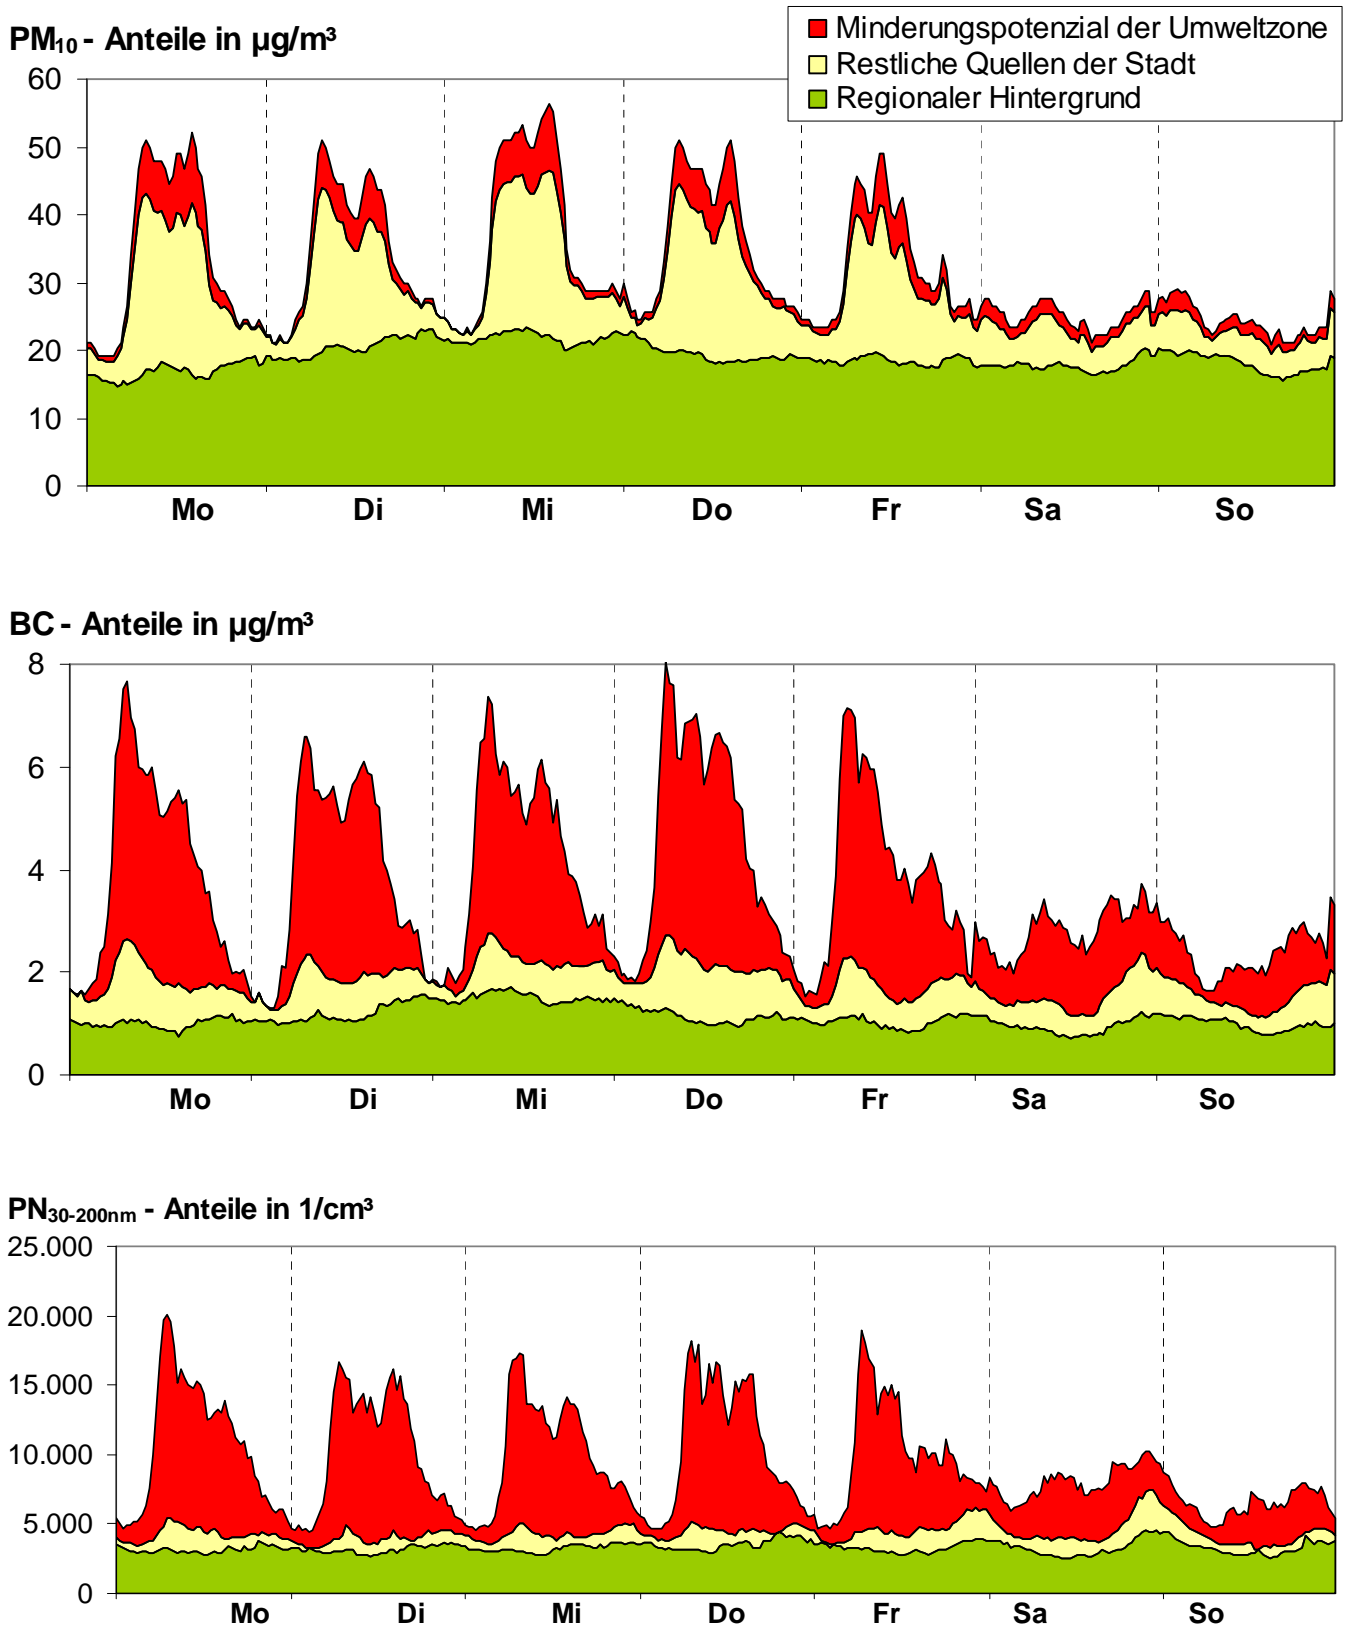 PM10 - Anteile in µg/m³
Minderungspotenzial der Umweltzone
Restliche Quellen der Stadt
Regionaler Hintergrund
60
50
40
30
20
10
0
Mo Di Mi Do Fr Sa So
BC - Anteile in µg/m³
8
6
4
2
0
Mo Di Mi Do Fr Sa So
PN30-200nm - Anteile in 1/cm³
25.000
20.000
15.000
10.000
5.000
0
Mo Di Mi Do Fr Sa So